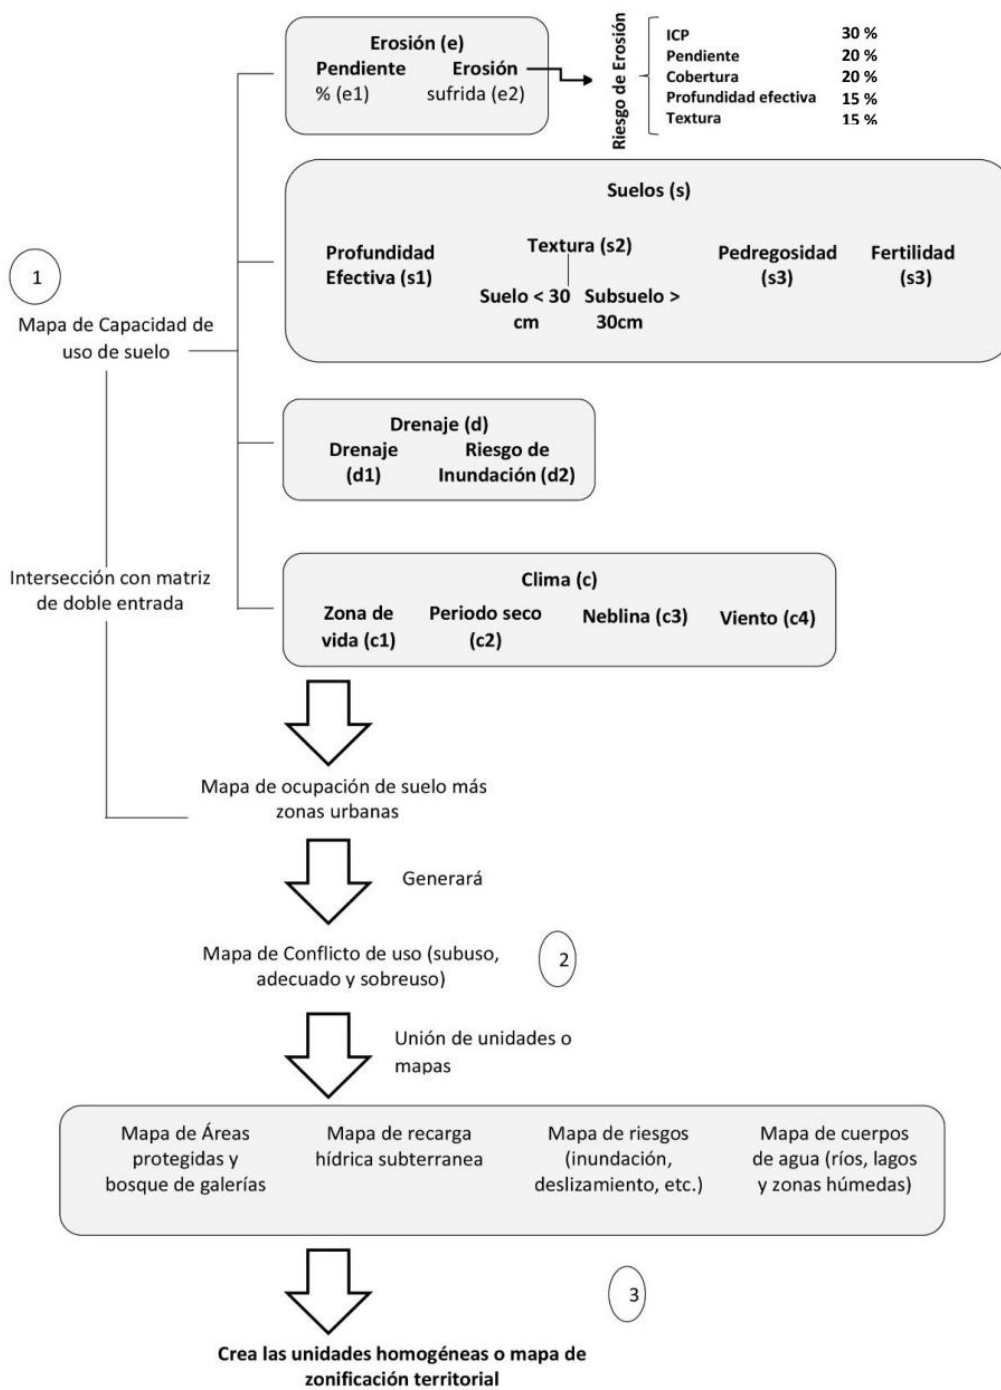 Erosión (e)
Pendiente
% (e1)
Erosión
sufrida (e2)
Riesgo de Erosión
ICP 30 %
Pendiente 20 %
Cobertura 20 %
Profundidad efectiva 15 %
Textura 15 %
Suelos (s)
Profundidad
Efectiva (s1)
Textura (s2)
Suelo < 30
cm
Subsuelo >
30cm
Pedregosidad
(s3)
Fertilidad
(s3)
1
Mapa de Capacidad de
uso de suelo
Drenaje (d)
Drenaje
(d1)
Riesgo de
Inundación (d2)
Intersección con matriz
de doble entrada
Clima (c)
Zona de
vida (c1)
Periodo seco
(c2)
Neblina (c3)
Viento (c4)
Mapa de ocupación de suelo más
zonas urbanas
Generará
Mapa de Conflicto de uso (subuso,
adecuado y sobreuso)
2
Unión de unidades o
mapas
Mapa de Áreas
protegidas y
bosque de galerías
Mapa de recarga
hídrica subterranea
Mapa de riesgos
(inundación,
deslizamiento, etc.)
Mapa de cuerpos
de agua (ríos, lagos
y zonas húmedas)
3
Crea las unidades homogéneas o mapa de
zonificación territorial